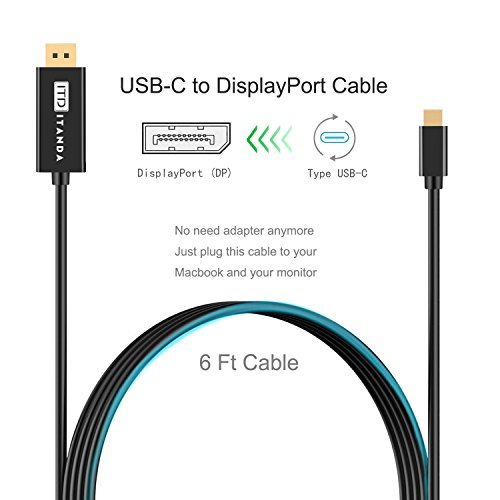 USB-C to DisplayPort Cable
ITD ITANDA
DisplayPort (DP)
Type USB-C
No need adapter anymore
Just plug this cable to your
Macbook and your monitor
6 Ft Cable